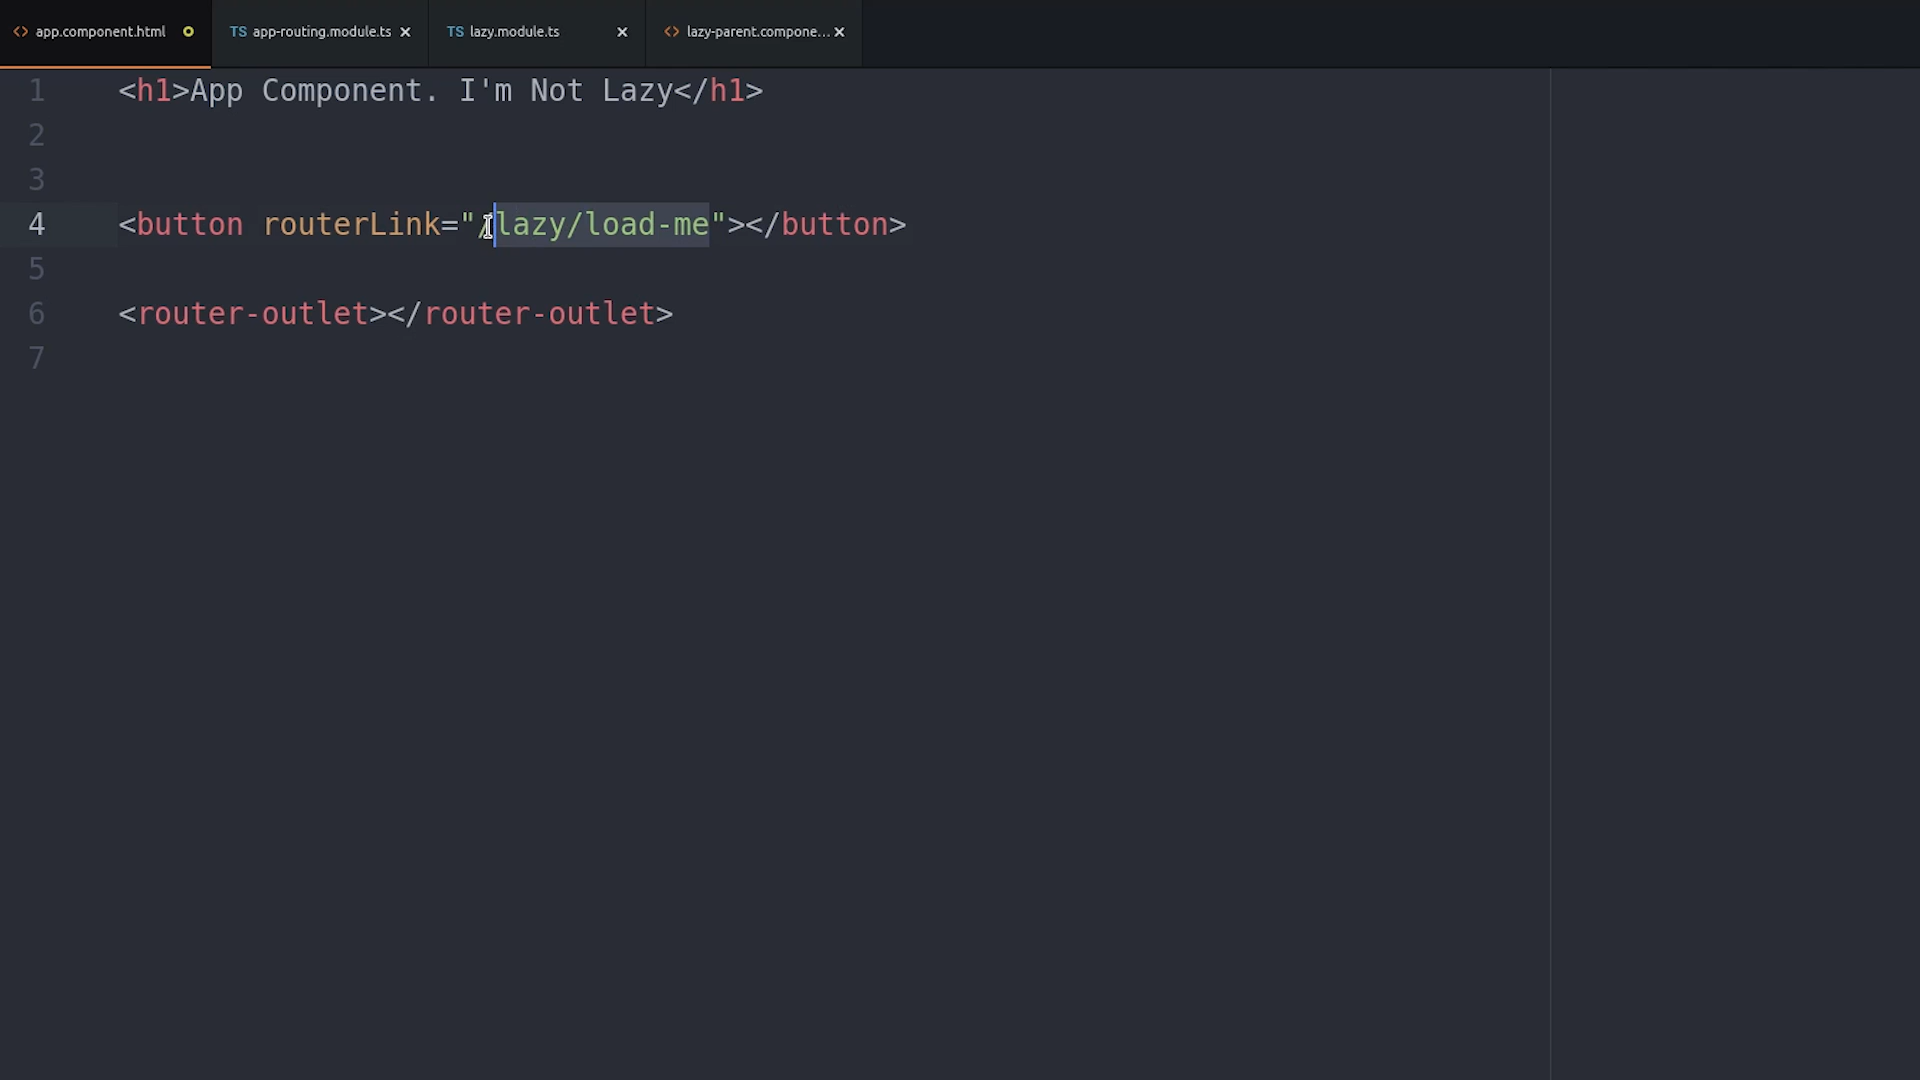 <> app.component.html TS app-routing.module.ts × TS lazy.module.ts × <> lazy-parent.compone... ×
1 <h1>App Component. I'm Not Lazy</h1>
2
3
4 <button routerLink="/lazy/load-me"></button>
5
6 <router-outlet></router-outlet>
7